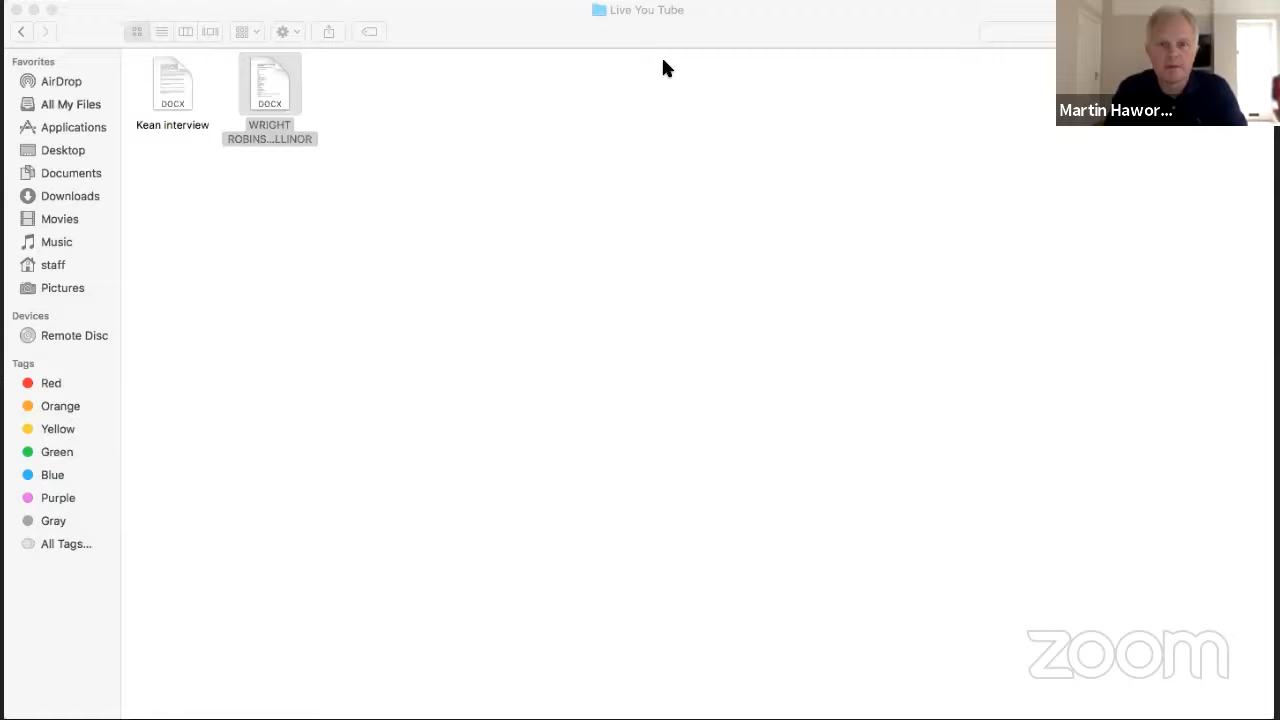 Live You Tube
Favorites
AirDrop
All My Files
Applications
Desktop
Documents
Downloads
Movies
Music
staff
Pictures
Devices
Remote Disc
Tags
Red
Orange
Yellow
Green
Blue
Purple
Gray
All Tags...
DOCX
Kean interview
DOCX
WRIGHT
ROBINS...LLINOR
Martin Hawor...
zoom